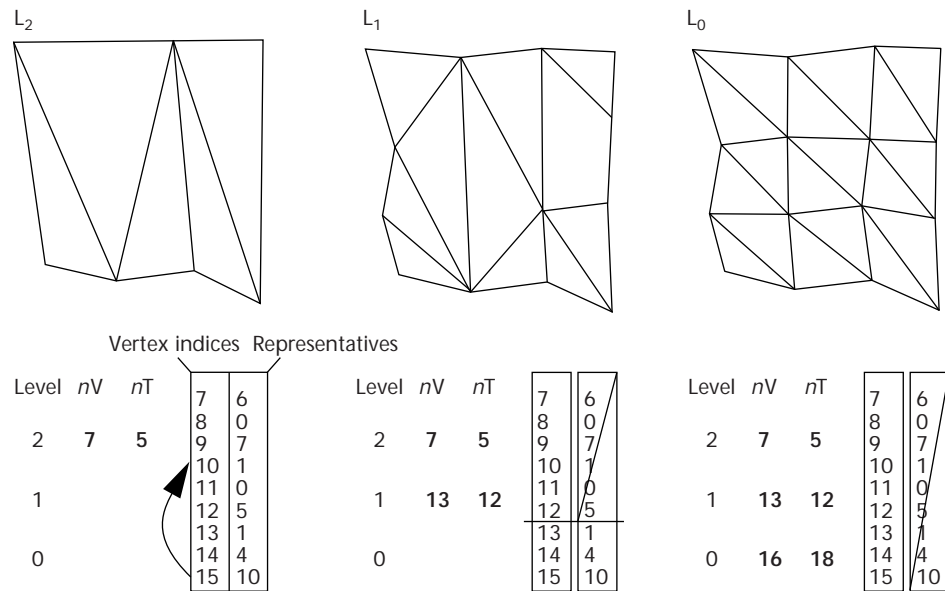 L2 L1 L0
Vertex indices Representatives
Level nV nT Level nV nT Level nV nT
7 6 7 6 7 6
8 0 8 0 8 0
2 7 5 9 7 2 7 5 9 7 2 7 5 9 7
10 1 10 1 10 1
1 11 0 1 13 12 11 0 1 13 12 11 0
12 5 12 5 12 5
13 1 13 1 13 1
0 14 4 0 14 4 0 16 18 14 4
15 10 15 10 15 10